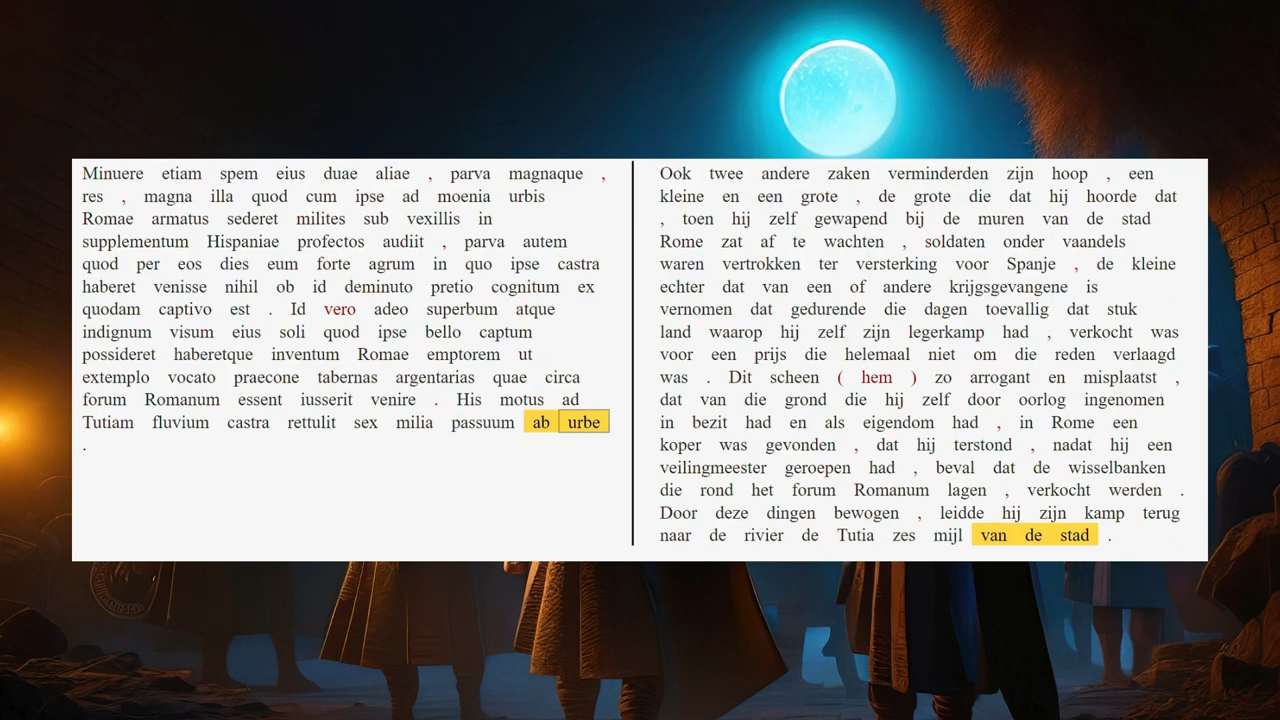 Minuere etiam spem eius duae aliae , parva magnaque ,
res , magna illa quod cum ipse ad moenia urbis
Romae armatus sederet milites sub vexillis in
supplementum Hispaniae profectos audiit , parva autem
quod per eos dies eum forte agrum in quo ipse castra
haberet venisse nihil ob id deminuto pretio cognitum ex
quodam captivo est . Id vero adeo superbum atque
indignum visum eius soli quod ipse bello captum
possideret haberetque inventum Romae emptorem ut
extemplo vocato praecone tabernas argentarias quae circa
forum Romanum essent iusserit venire . His motus ad
Tutiam fluvium castra rettulit sex milia passuum ab urbe
.
Ook twee andere zaken verminderden zijn hoop , een
kleine en een grote , de grote die dat hij hoorde dat
, toen hij zelf gewapend bij de muren van de stad
Rome zat af te wachten , soldaten onder vaandels
waren vertrokken ter versterking voor Spanje , de kleine
echter dat van een of andere krijgsgevangene is
vernomen dat gedurende die dagen toevallig dat stuk
land waarop hij zelf zijn legerkamp had , verkocht was
voor een prijs die helemaal niet om die reden verlaagd
was . Dit scheen ( hem ) zo arrogant en misplaatst ,
dat van die grond die hij zelf door oorlog ingenomen
in bezit had en als eigendom had , in Rome een
koper was gevonden , dat hij terstond , nadat hij een
veilingmeester geroepen had , beval dat de wisselbanken
die rond het forum Romanum lagen , verkocht werden .
Door deze dingen bewogen , leidde hij zijn kamp terug
naar de rivier de Tutia zes mijl van de stad .